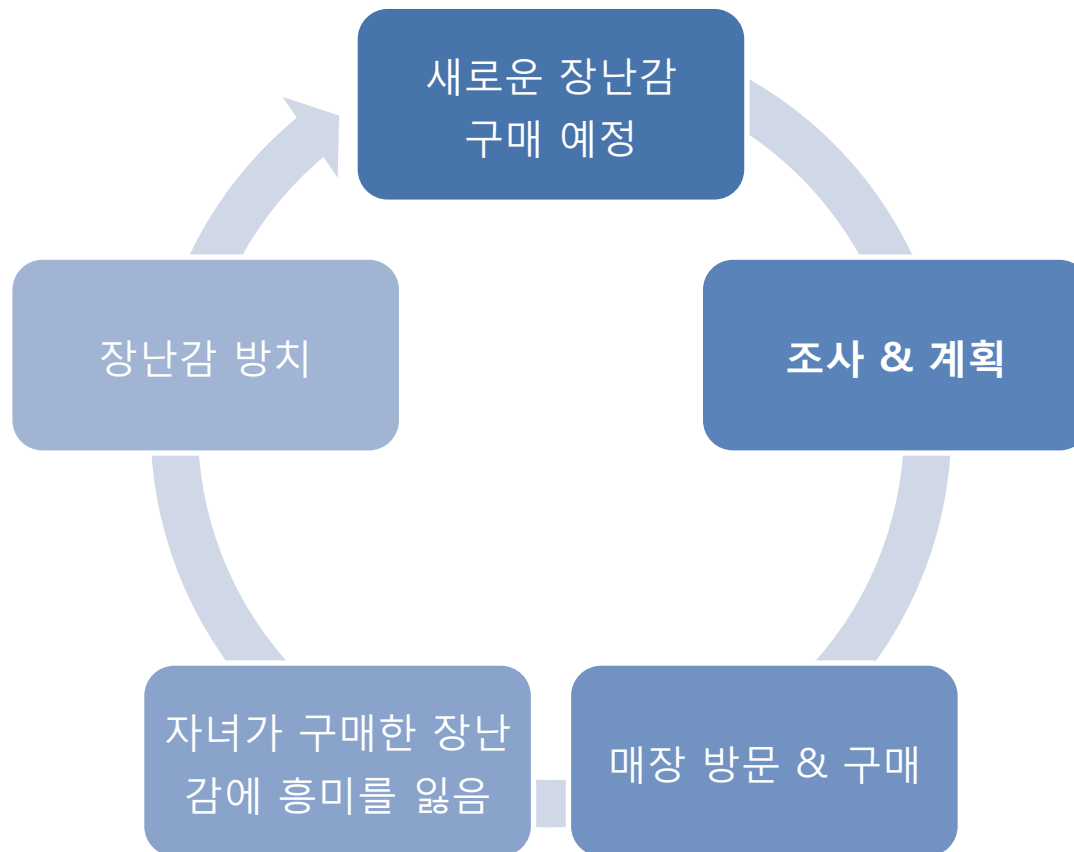 새로운 장난감
구매 예정
조사 & 계획
매장 방문 & 구매
자녀가 구매한 장난
감에 흥미를 잃음
장난감 방치